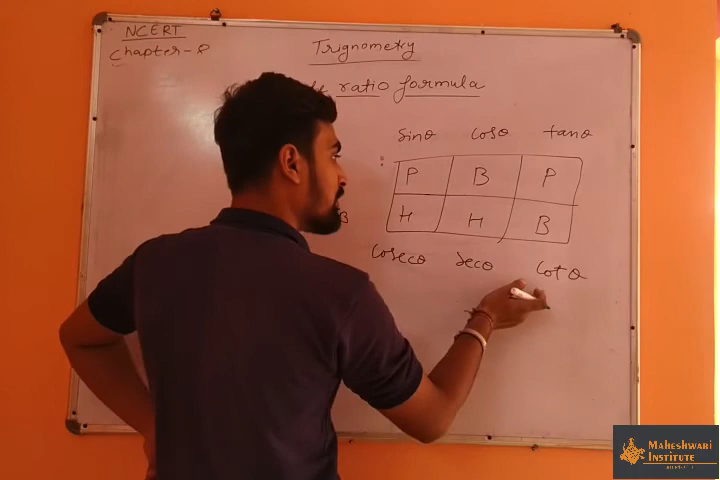 NCERT
Chapter-8
Trignometry
ratio formula
sinθ cosθ tanθ
P B P
B H H B
cosecθ secθ cotθ
Maheshwari
Institute